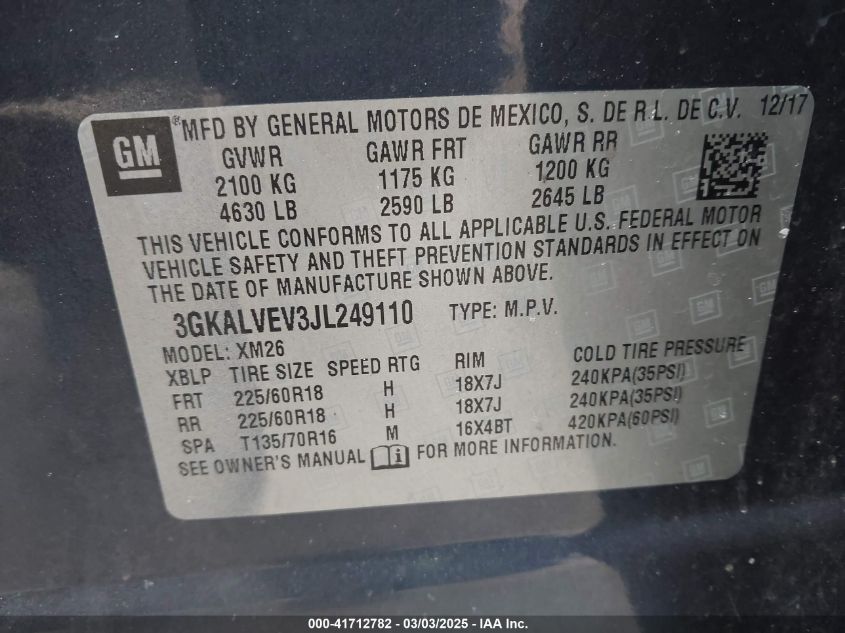 GM ®MFD BY GENERAL MOTORS DE MEXICO, S. DE R.L. DE C.V. 12/17
GVWR GAWR FRT GAWR RR
2100 KG 1175 KG 1200 KG
4630 LB 2590 LB 2645 LB
THIS VEHICLE CONFORMS TO ALL APPLICABLE U.S. FEDERAL MOTOR
VEHICLE SAFETY AND THEFT PREVENTION STANDARDS IN EFFECT ON
THE DATE OF MANUFACTURE SHOWN ABOVE.
3GKALVEV3JL249110 TYPE: M.P.V.
MODEL: XM26
XBLP TIRE SIZE SPEED RTG RIM COLD TIRE PRESSURE
FRT 225/60R18 H 18X7J 240KPA(35PSI)
RR 225/60R18 H 18X7J 240KPA(35PSI)
SPA T135/70R16 M 16X4BT 420KPA(60PSI)
SEE OWNER'S MANUAL i FOR MORE INFORMATION.
000-41712782 - 03/03/2025 - IAA Inc.